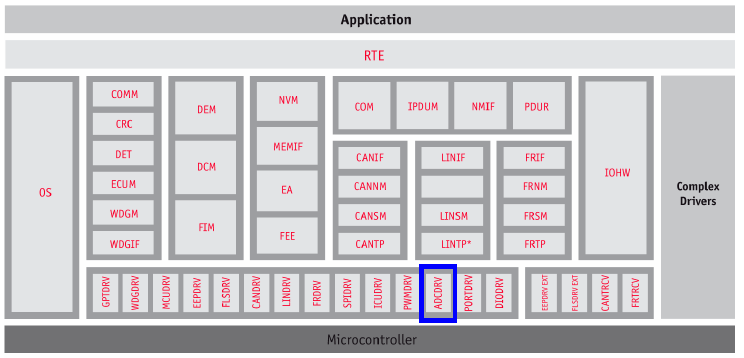 Application
RTE
OS
COMM
CRC
DET
ECUM
WDGM
WDGIF
DEM
DCM
FIM
NVM
MEMIF
EA
FEE
COM
IPDUM
NMIF
PDUR
CANIF
CANNM
CANSM
CANTP
LINIF
LINSM
LINTP*
FRIF
FRNM
FRSM
FRTP
IOHW
Complex
Drivers
GPTDRV
WDGDRV
MCUDRV
EEPDRV
FLSDRV
CANDRV
LINDRV
FRDRV
SPLDRV
ICUDRV
PWMDRV
ADCDRV
PORTDRV
DIODRV
EEPDRV EXT
FLSDRV EXT
CANTRCV
FRTRCV
Microcontroller